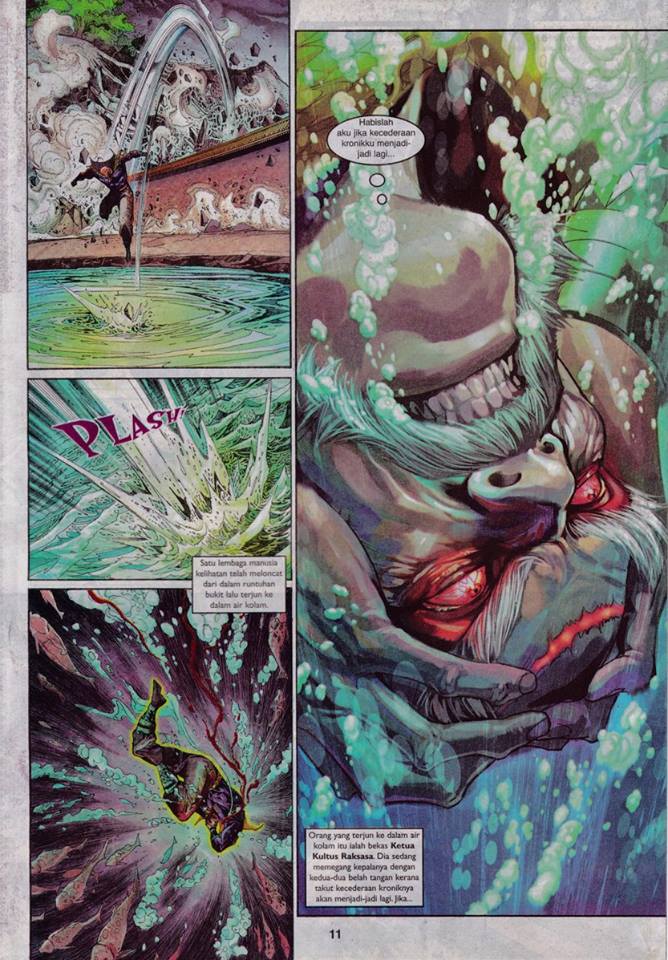 PLASH!
Satu lembaga manusia
kelihatan telah meloncat
dari dalam runtuhan
bukit lalu terjun ke
dalam air kolam.
Habislah
aku jika kecederaan
kronikku menjadi-
jadi lagi...
Orang yang terjun ke dalam air
kolam itu ialah bekas Ketua
Kultus Raksasa. Dia sedang
memegang kepalanya dengan
kedua-dua belah tangan kerana
takut kecederaan kroniknya
akan menjadi-jadi lagi. Jika...
11